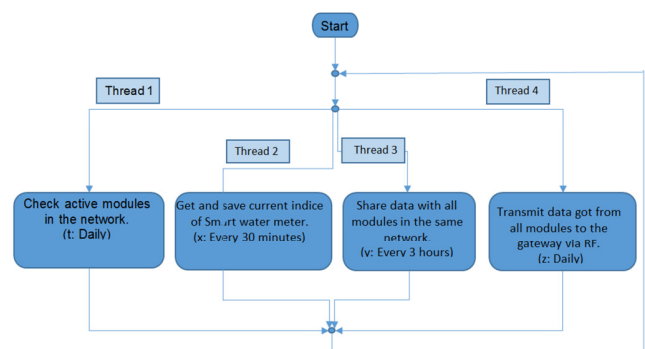 Start
Thread 1
Thread 4
Thread 2
Thread 3
Check active modules
in the network.
(t: Daily)
Get and save current indice
of Smart water meter.
(x: Every 30 minutes)
Share data with all
modules in the same
network.
(y: Every 3 hours)
Transmit data got from
all modules to the
gateway via RF.
(z: Daily)